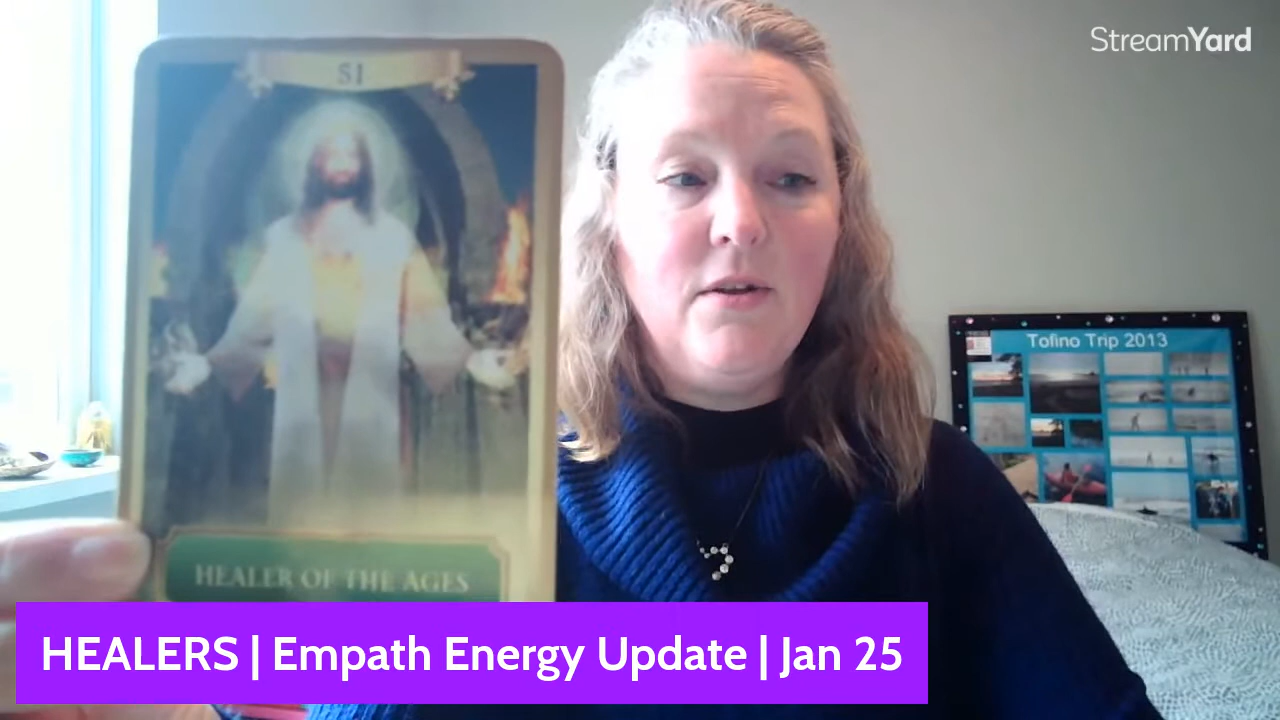 51
StreamYard
HEALER OF THE AGES
Tofino Trip 2013
HEALERS | Empath Energy Update | Jan 25